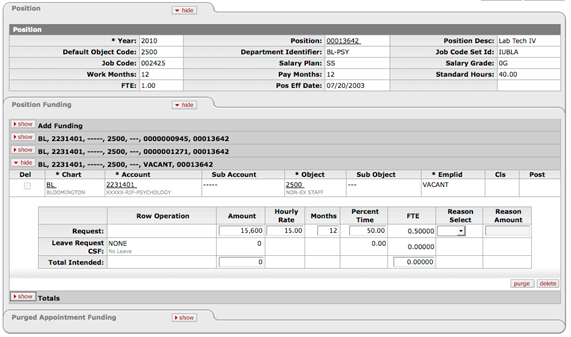 Position hide
Position
* Year: 2010 Position: 00013642 Position Desc: Lab Tech IV
Default Object Code: 2500 Department Identifier: BL-PSY Job Code Set Id: IUBLA
Job Code: 002425 Salary Plan: SS Salary Grade: 0G
Work Months: 12 Pay Months: 12 Standard Hours: 40.00
FTE: 1.00 Pos Eff Date: 07/20/2003
Position Funding hide
show Add Funding
show BL, 2231401, -----, 2500, ---, 0000000945, 00013642
show BL, 2231401, -----, 2500, ---, 0000001271, 00013642
hide BL, 2231401, -----, 2500, ---, VACANT, 00013642
Del * Chart * Account Sub Account * Object Sub Object * Emplid Cls Post
BL 2231401 ----- 2500 --- VACANT
BLOOMINGTON XXXXX-RIF-PSYCHOLOGY NON-EX STAFF
Row Operation Amount Hourly Rate Months Percent Time FTE Reason Select Reason Amount
Request: 15,600 15.00 12 50.00 0.50000
Leave Request CSF: NONE 0 0.00 0.00000
No Leave
Total Intended: 0 0.00000
purge delete
show Totals
Purged Appointment Funding show